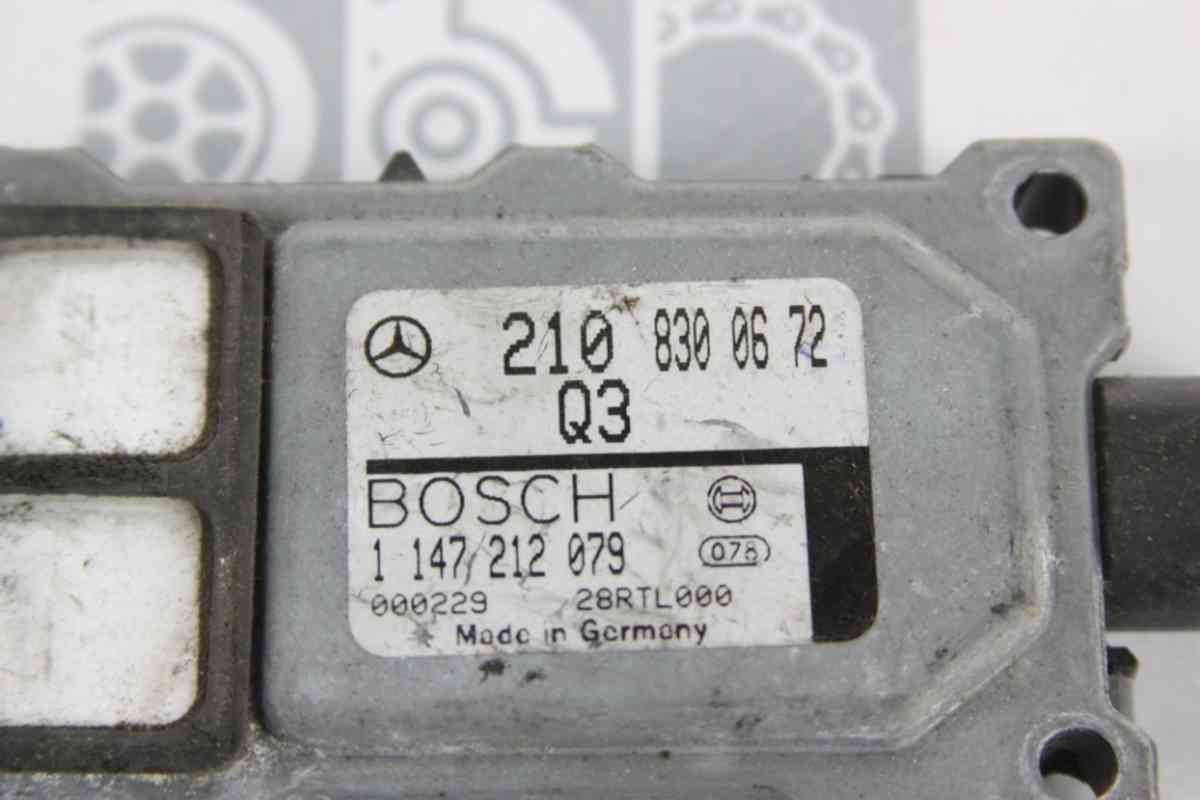 210 830 06 72
Q3
BOSCH
1 147 212 079 078
000229 28RTL000
Made in Germany